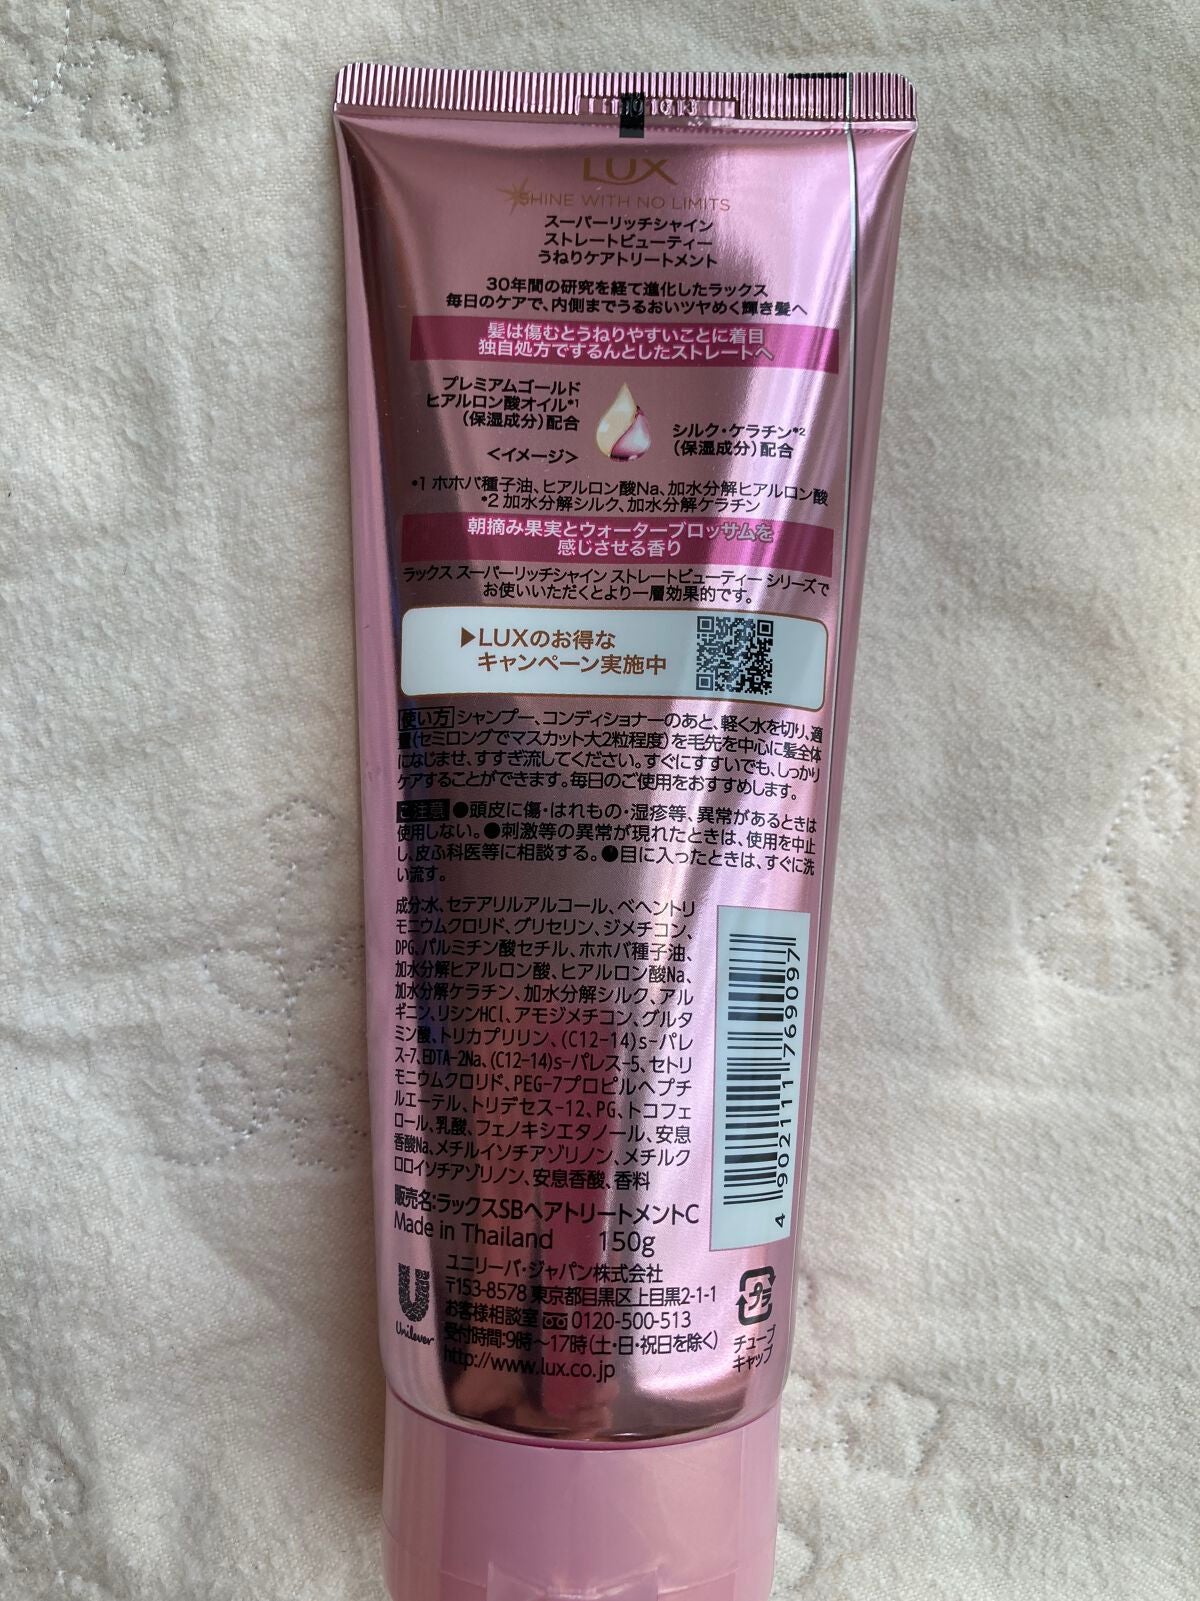 LUX
SHINE WITH NO LIMITS
スーパーリッチシャイン
ストレートビューティー
うねりケアトリートメント
30年間の研究を経て進化したラックス
毎日のケアで、内側までうるおいツヤめく輝き髪へ
髪は傷むとうねりやすいことに着目
独自処方でするんとしたストレートへ
プレミアムゴールド
ヒアルロン酸オイル*1
(保湿成分)配合
シルク・ケラチン*2
(保湿成分)配合
<イメージ>
*1 ホホバ種子油、ヒアルロン酸Na、加水分解ヒアルロン酸
*2 加水分解シルク、加水分解ケラチン
朝摘み果実とウォーターブロッサムを
感じさせる香り
ラックス スーパーリッチシャイン ストレートビューティー シリーズで
お使いいただくとより一層効果的です。
▶LUXのお得な
キャンペーン実施中
使い方 シャンプー、コンディショナーのあと、軽く水を切り、適
量(セミロングでマスカット大2粒程度)を毛先を中心に髪全体
になじませ、すすぎ流してください。すぐにすすいでも、しっかり
ケアすることができます。毎日のご使用をおすすめします。
ご注意 ●頭皮に傷・はれもの・湿疹等、異常があるときは
使用しない。●刺激等の異常が現れたときは、使用を中止
し、皮ふ科医等に相談する。●目に入ったときは、すぐに洗
い流す。
成分:水、セテアリルアルコール、ベヘントリ
モニウムクロリド、グリセリン、ジメチコン、
DPG、パルミチン酸セチル、ホホバ種子油、
加水分解ヒアルロン酸、ヒアルロン酸Na、
加水分解ケラチン、加水分解シルク、アル
ギニン、リシンHCl、アモジメチコン、グルタ
ミン酸、トリカプリリン、(C12-14)s-パレ
ス-7、EDTA-2Na、(C12-14)s-パレス-5、セトリ
モニウムクロリド、PEG-7プロピルヘプチ
ルエーテル、トリデセス-12、PG、トコフェ
ロール、乳酸、フェノキシエタノール、安息
香酸Na、メチルイソチアゾリノン、メチルク
ロロイソチアゾリノン、安息香酸、香料
4 902111 769097
販売名:ラックスSBヘアトリートメントC
Made in Thailand 150g
ユニリーバ・ジャパン株式会社
〒153-8578 東京都目黒区上目黒2-1-1
お客様相談室 0120-500-513
受付時間:9時～17時(土・日・祝日を除く)
http://www.lux.co.jp
Unilever
プラ
チューブ
キャップ